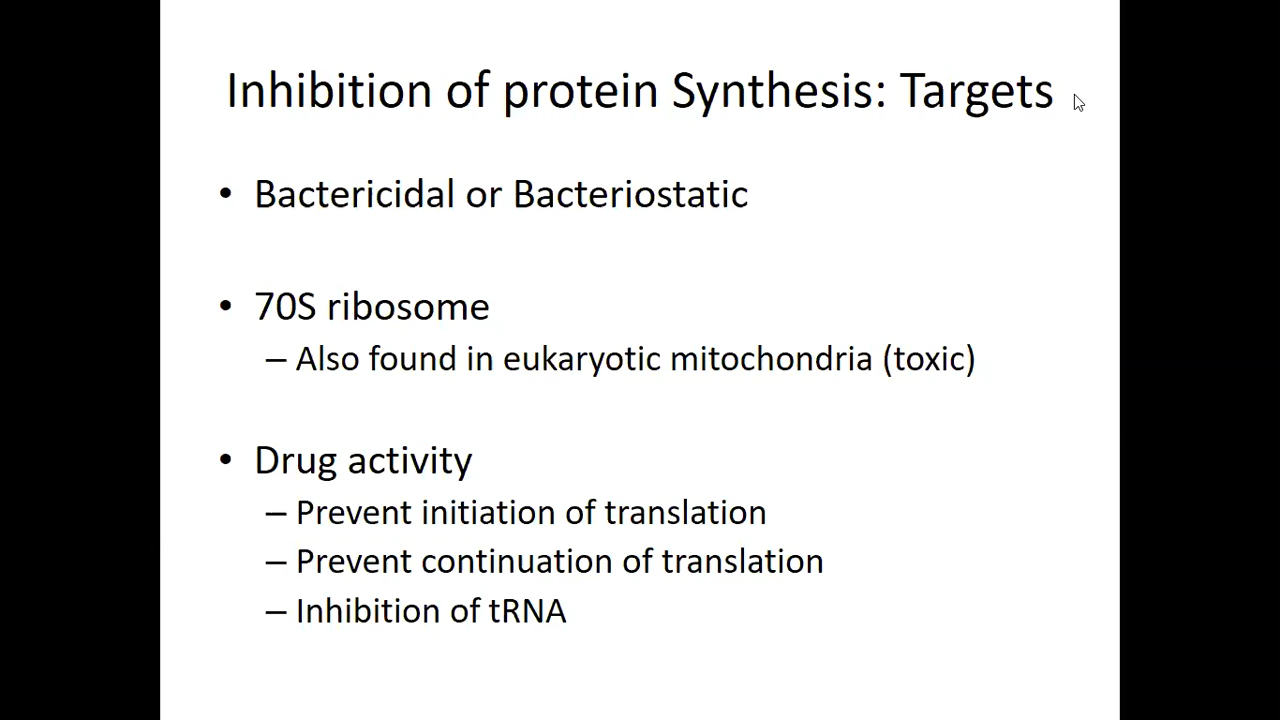 Inhibition of protein Synthesis: Targets
• Bactericidal or Bacteriostatic
• 70S ribosome
– Also found in eukaryotic mitochondria (toxic)
• Drug activity
– Prevent initiation of translation
– Prevent continuation of translation
– Inhibition of tRNA